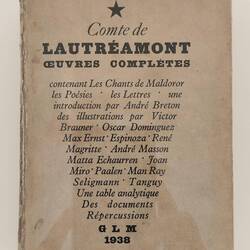 Comte de
LAUTRÉAMONT
ŒUVRES COMPLÈTES
contenant Les Chants de Maldoror
les Poésies · les Lettres · une
introduction par André Breton
des illustrations par Victor
Brauner · Oscar Dominguez
Max Ernst · Espinoza · René
Magritte · André Masson
Matta Echaurren · Joan
Miro · Paalen · Man Ray
Seligmann · Tanguy
Une table analytique
Des documents
Répercussions
G L M
1938